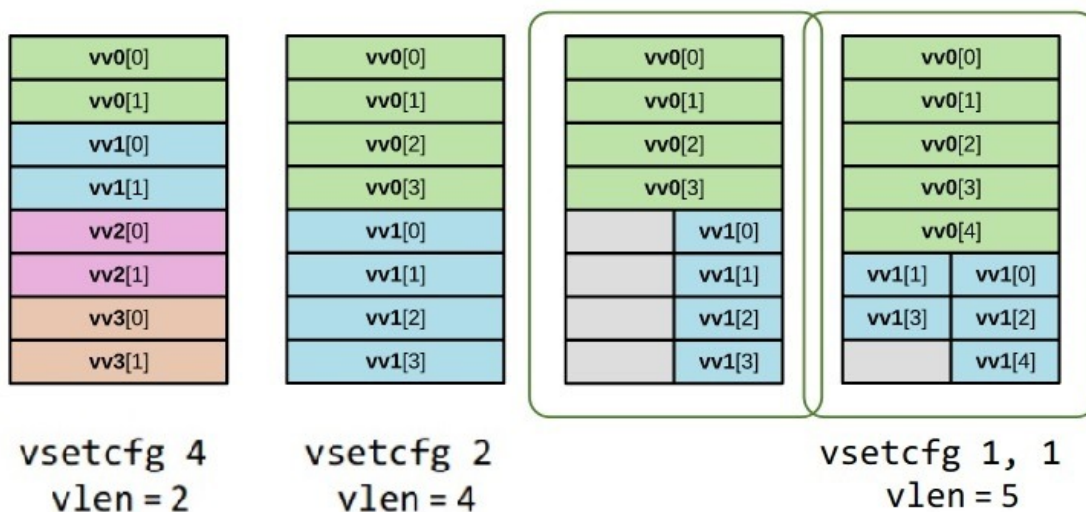 vv0[0]
vv0[1]
vv1[0]
vv1[1]
vv2[0]
vv2[1]
vv3[0]
vv3[1]
vsetcfg 4
vlen = 2
vv0[0]
vv0[1]
vv0[2]
vv0[3]
vv1[0]
vv1[1]
vv1[2]
vv1[3]
vsetcfg 2
vlen = 4
vv0[0]
vv0[1]
vv0[2]
vv0[3]
vv1[0]
vv1[1]
vv1[2]
vv1[3]
vv0[0]
vv0[1]
vv0[2]
vv0[3]
vv0[4]
vv1[1] vv1[0]
vv1[3] vv1[2]
vv1[4]
vsetcfg 1, 1
vlen = 5